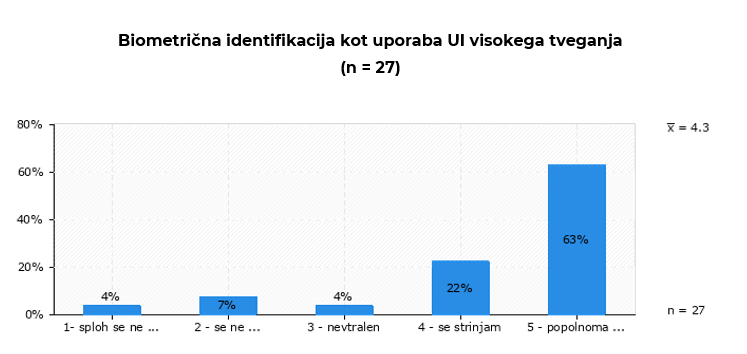 Biometrična identifikacija kot uporaba UI visokega tveganja
(n = 27)
80%
x̅ = 4.3
60%
40%
63%
20%
22%
4%
7%
4%
0%
n = 27
1- sploh se ne ...
2 - se ne ...
3 - nevtralen
4 - se strinjam
5 - popolnoma ...